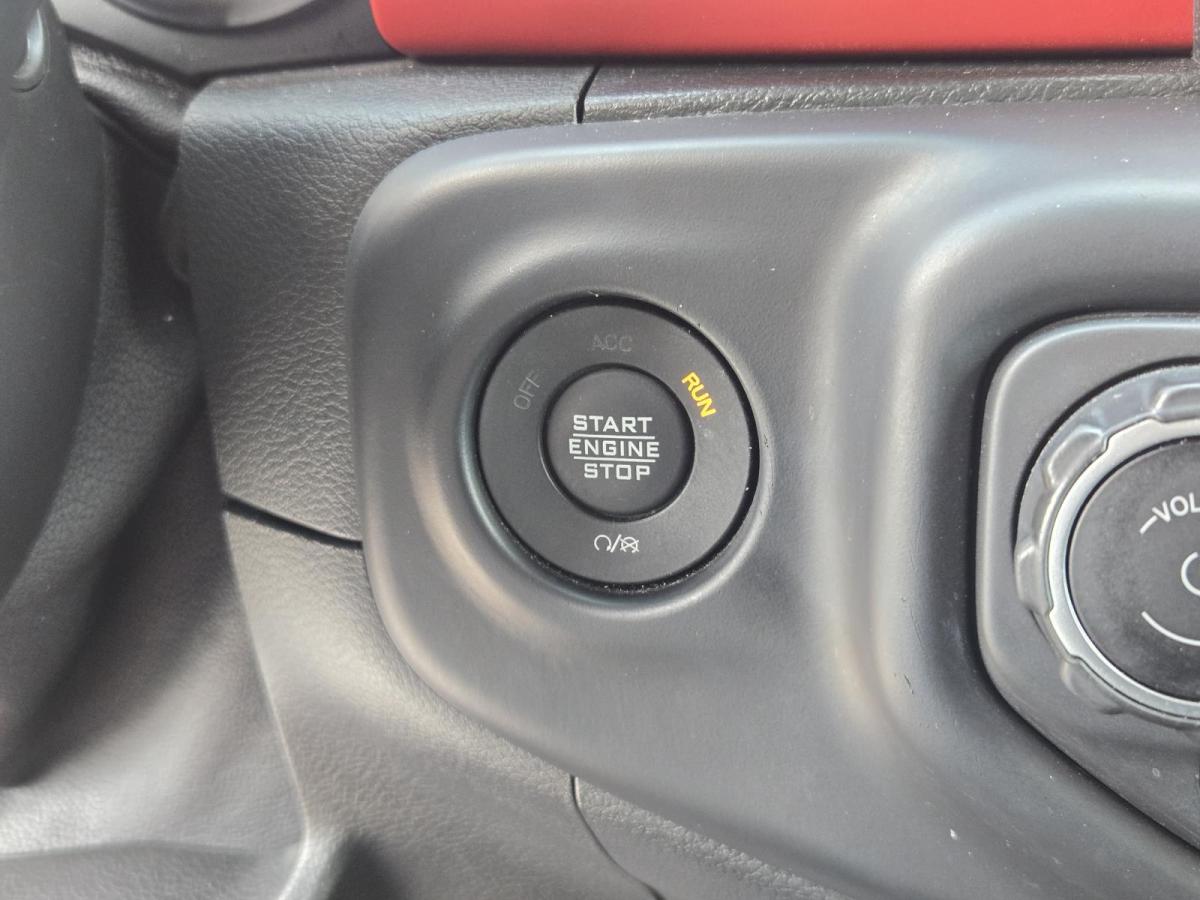 ACC
OFF
RUN
START
ENGINE
STOP
VOL